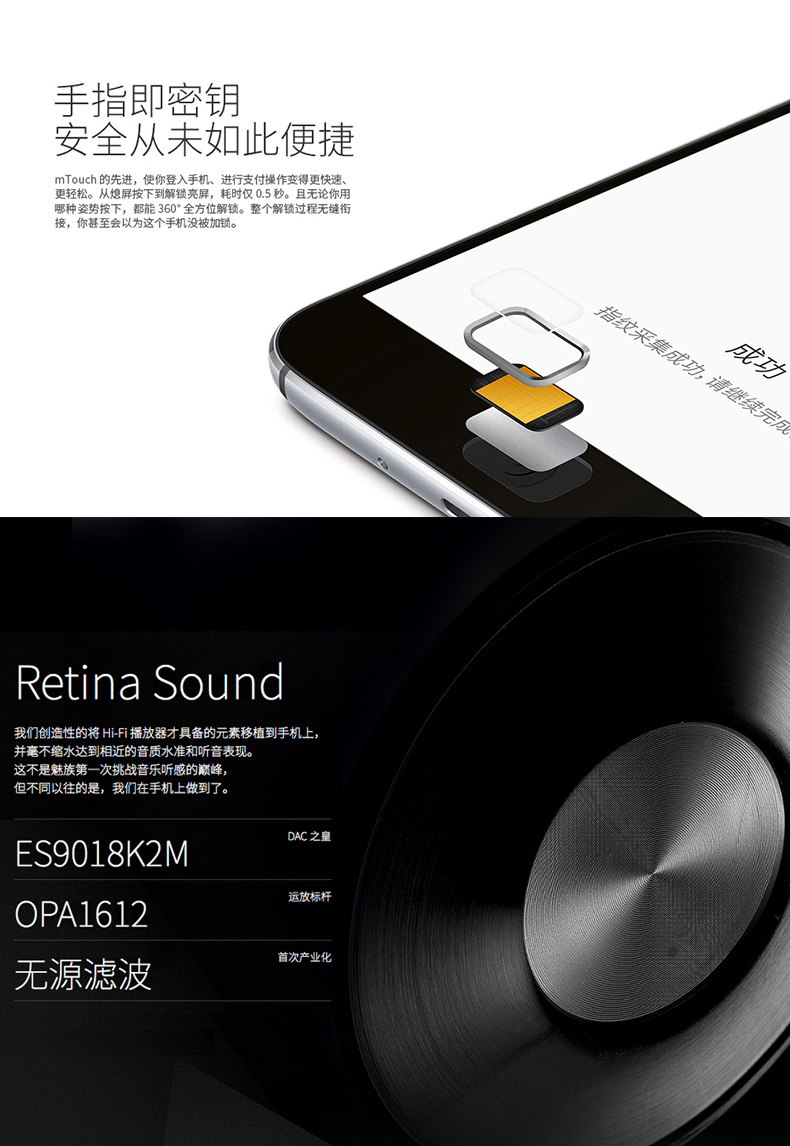 手指即密钥
安全从未如此便捷
mTouch 的先进，使你登入手机、进行支付操作变得更快速、
更轻松。从熄屏按下到解锁亮屏，耗时仅 0.5 秒。且无论你用
哪种姿势按下，都能 360° 全方位解锁。整个解锁过程无缝衔
接，你甚至会以为这个手机没被加锁。
成功
指纹采集成功，请继续完成
Retina Sound
我们创造性的将 Hi-Fi 播放器才具备的元素移植到手机上，
并毫不缩水达到相近的音质水准和听音表现。
这不是魅族第一次挑战音乐听感的巅峰，
但不同以往的是，我们在手机上做到了。
DAC 之皇
ES9018K2M
运放标杆
OPA1612
首次产业化
无源滤波